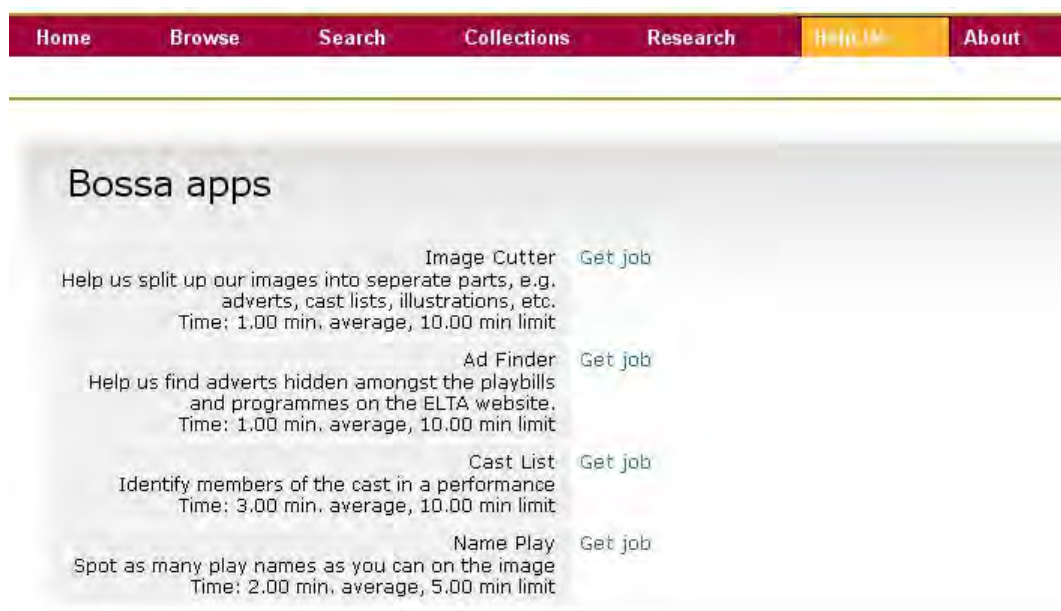 Home Browse Search Collections Research Help Us About
Bossa apps
Image Cutter Get job
Help us split up our images into seperate parts, e.g.
adverts, cast lists, illustrations, etc.
Time: 1.00 min. average, 10.00 min limit
Ad Finder Get job
Help us find adverts hidden amongst the playbills
and programmes on the ELTA website.
Time: 1.00 min. average, 10.00 min limit
Cast List Get job
Identify members of the cast in a performance
Time: 3.00 min. average, 10.00 min limit
Name Play Get job
Spot as many play names as you can on the image
Time: 2.00 min. average, 5.00 min limit